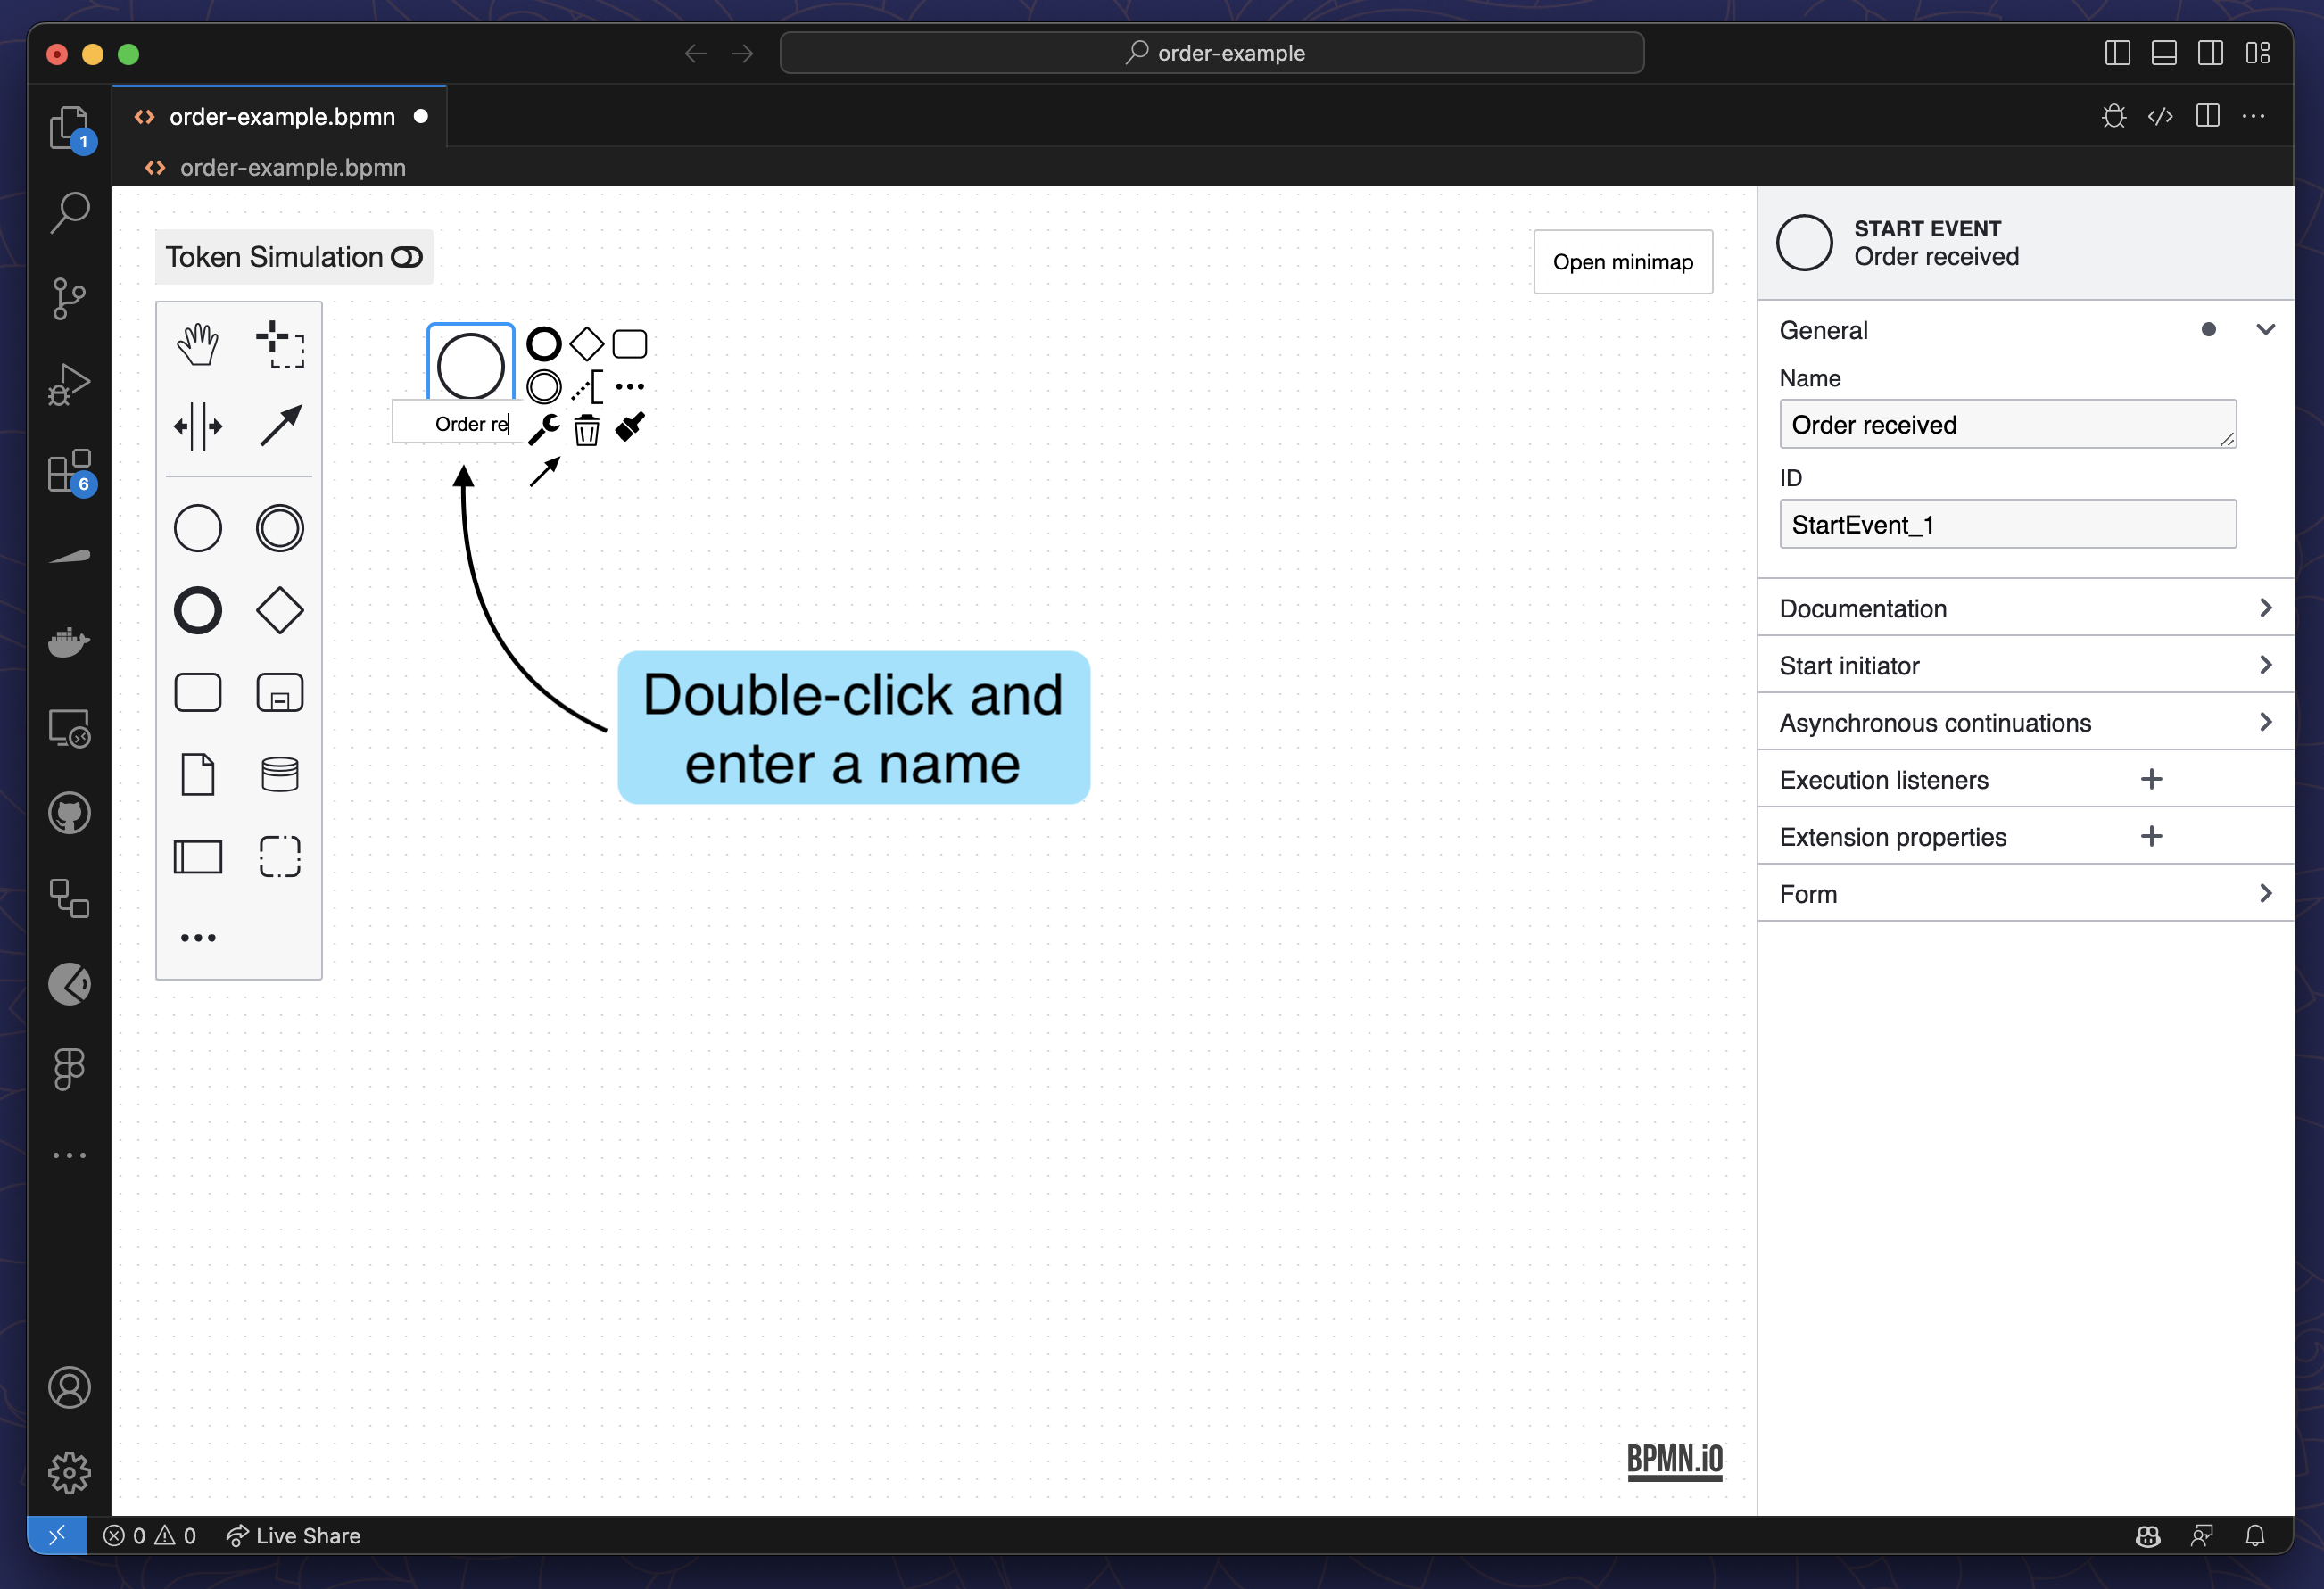 order-example
order-example.bpmn
order-example.bpmn
1
6
Token Simulation
Open minimap
Order re
Double-click and
enter a name
START EVENT
Order received
General
Name
Order received
ID
StartEvent_1
Documentation
Start initiator
Asynchronous continuations
Execution listeners
Extension properties
Form
BPMN.iO
0 0 Live Share